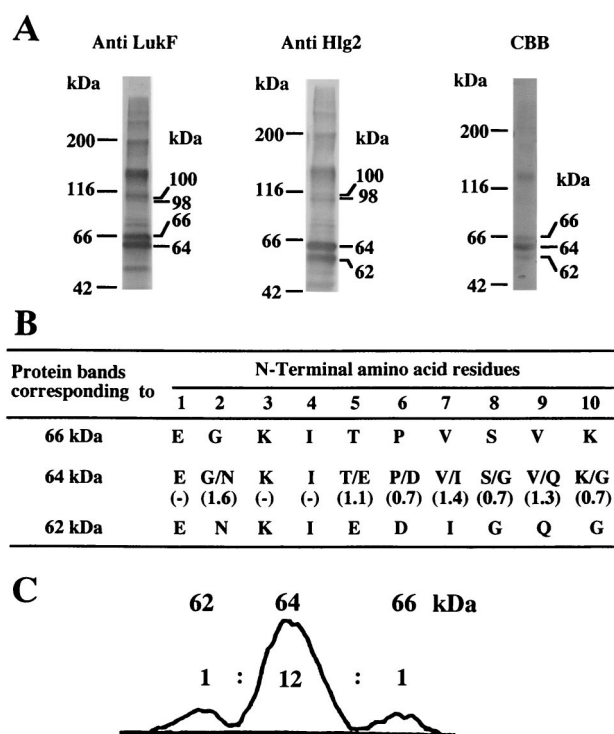 A
Anti LukF Anti Hlg2 CBB
kDa kDa kDa
200 kDa 200 kDa 200
116 100 116 100 116 kDa
98 98
66 66 66 64 66 66
64 62 64
42 42 42 62
B
Protein bands corresponding to N-Terminal amino acid residues
1 2 3 4 5 6 7 8 9 10
66 kDa E G K I T P V S V K
64 kDa E G/N K I T/E P/D V/I S/G V/Q K/G
(-) (1.6) (-) (-) (1.1) (0.7) (1.4) (0.7) (1.3) (0.7)
62 kDa E N K I E D I G Q G
C
62 64 66 kDa
1 : 12 : 1